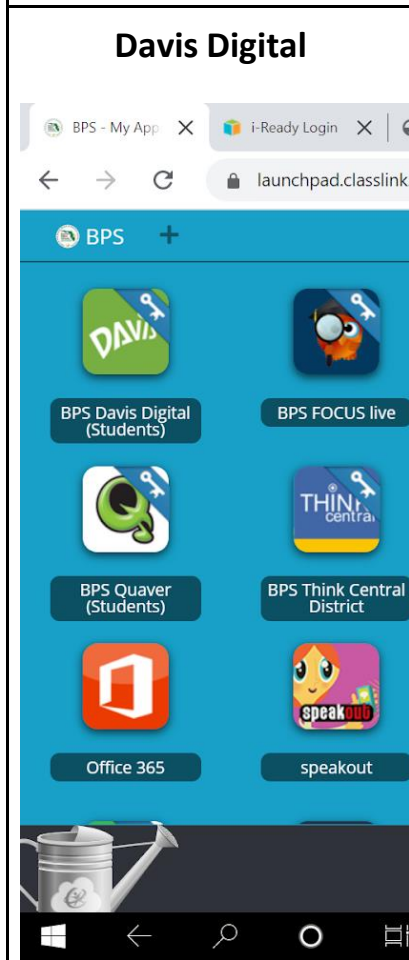 Davis Digital
BPS - My App
i-Ready Login
launchpad.classlink
BPS
DAVIS
BPS Davis Digital
(Students)
BPS FOCUS live
THINK
central
BPS Quaver
(Students)
BPS Think Central
District
speakout
Office 365
speakout